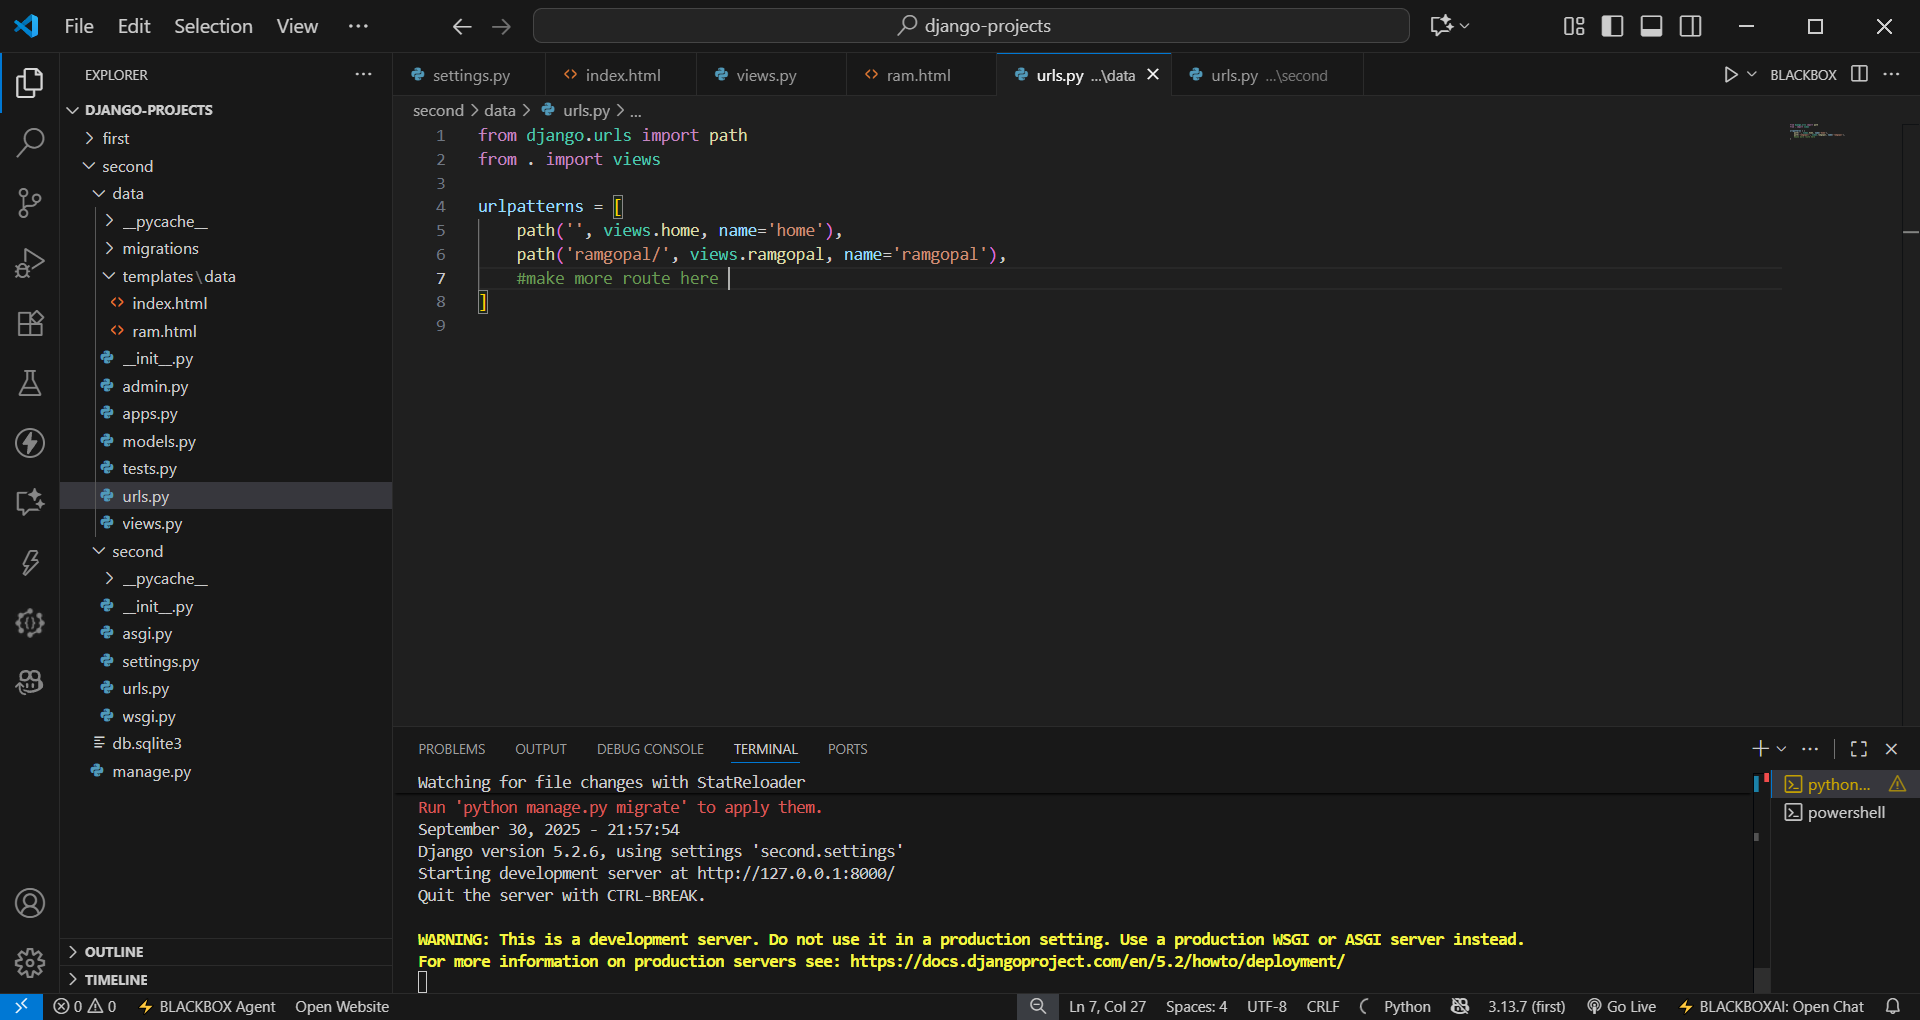 File Edit Selection View ···
django-projects
EXPLORER ···
DJANGO-PROJECTS
first
second
data
__pycache__
migrations
templates\data
index.html
ram.html
__init__.py
admin.py
apps.py
models.py
tests.py
urls.py
views.py
second
__pycache__
__init__.py
asgi.py
settings.py
urls.py
wsgi.py
db.sqlite3
manage.py
OUTLINE
TIMELINE
settings.py index.html views.py ram.html urls.py ...\data urls.py ...\second
BLACKBOX ···
second > data > urls.py > ...
1 from django.urls import path
2 from . import views
3
4 urlpatterns = [
5 path('', views.home, name='home'),
6 path('ramgopal/', views.ramgopal, name='ramgopal'),
7 #make more route here
8 ]
9
PROBLEMS OUTPUT DEBUG CONSOLE TERMINAL PORTS
Watching for file changes with StatReloader
Run 'python manage.py migrate' to apply them.
September 30, 2025 - 21:57:54
Django version 5.2.6, using settings 'second.settings'
Starting development server at http://127.0.0.1:8000/
Quit the server with CTRL-BREAK.
WARNING: This is a development server. Do not use it in a production setting. Use a production WSGI or ASGI server instead.
For more information on production servers see: https://docs.djangoproject.com/en/5.2/howto/deployment/
python...
powershell
0 0 BLACKBOX Agent Open Website
Ln 7, Col 27 Spaces: 4 UTF-8 CRLF Python 3.13.7 (first) Go Live BLACKBOXAI: Open Chat